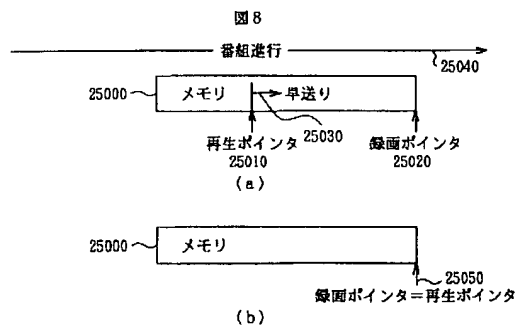 図8
番組進行
25040
25000
メモリ
早送り
25030
再生ポインタ
25010
録画ポインタ
25020
(a)
25000
メモリ
25050
録画ポインタ=再生ポインタ
(b)